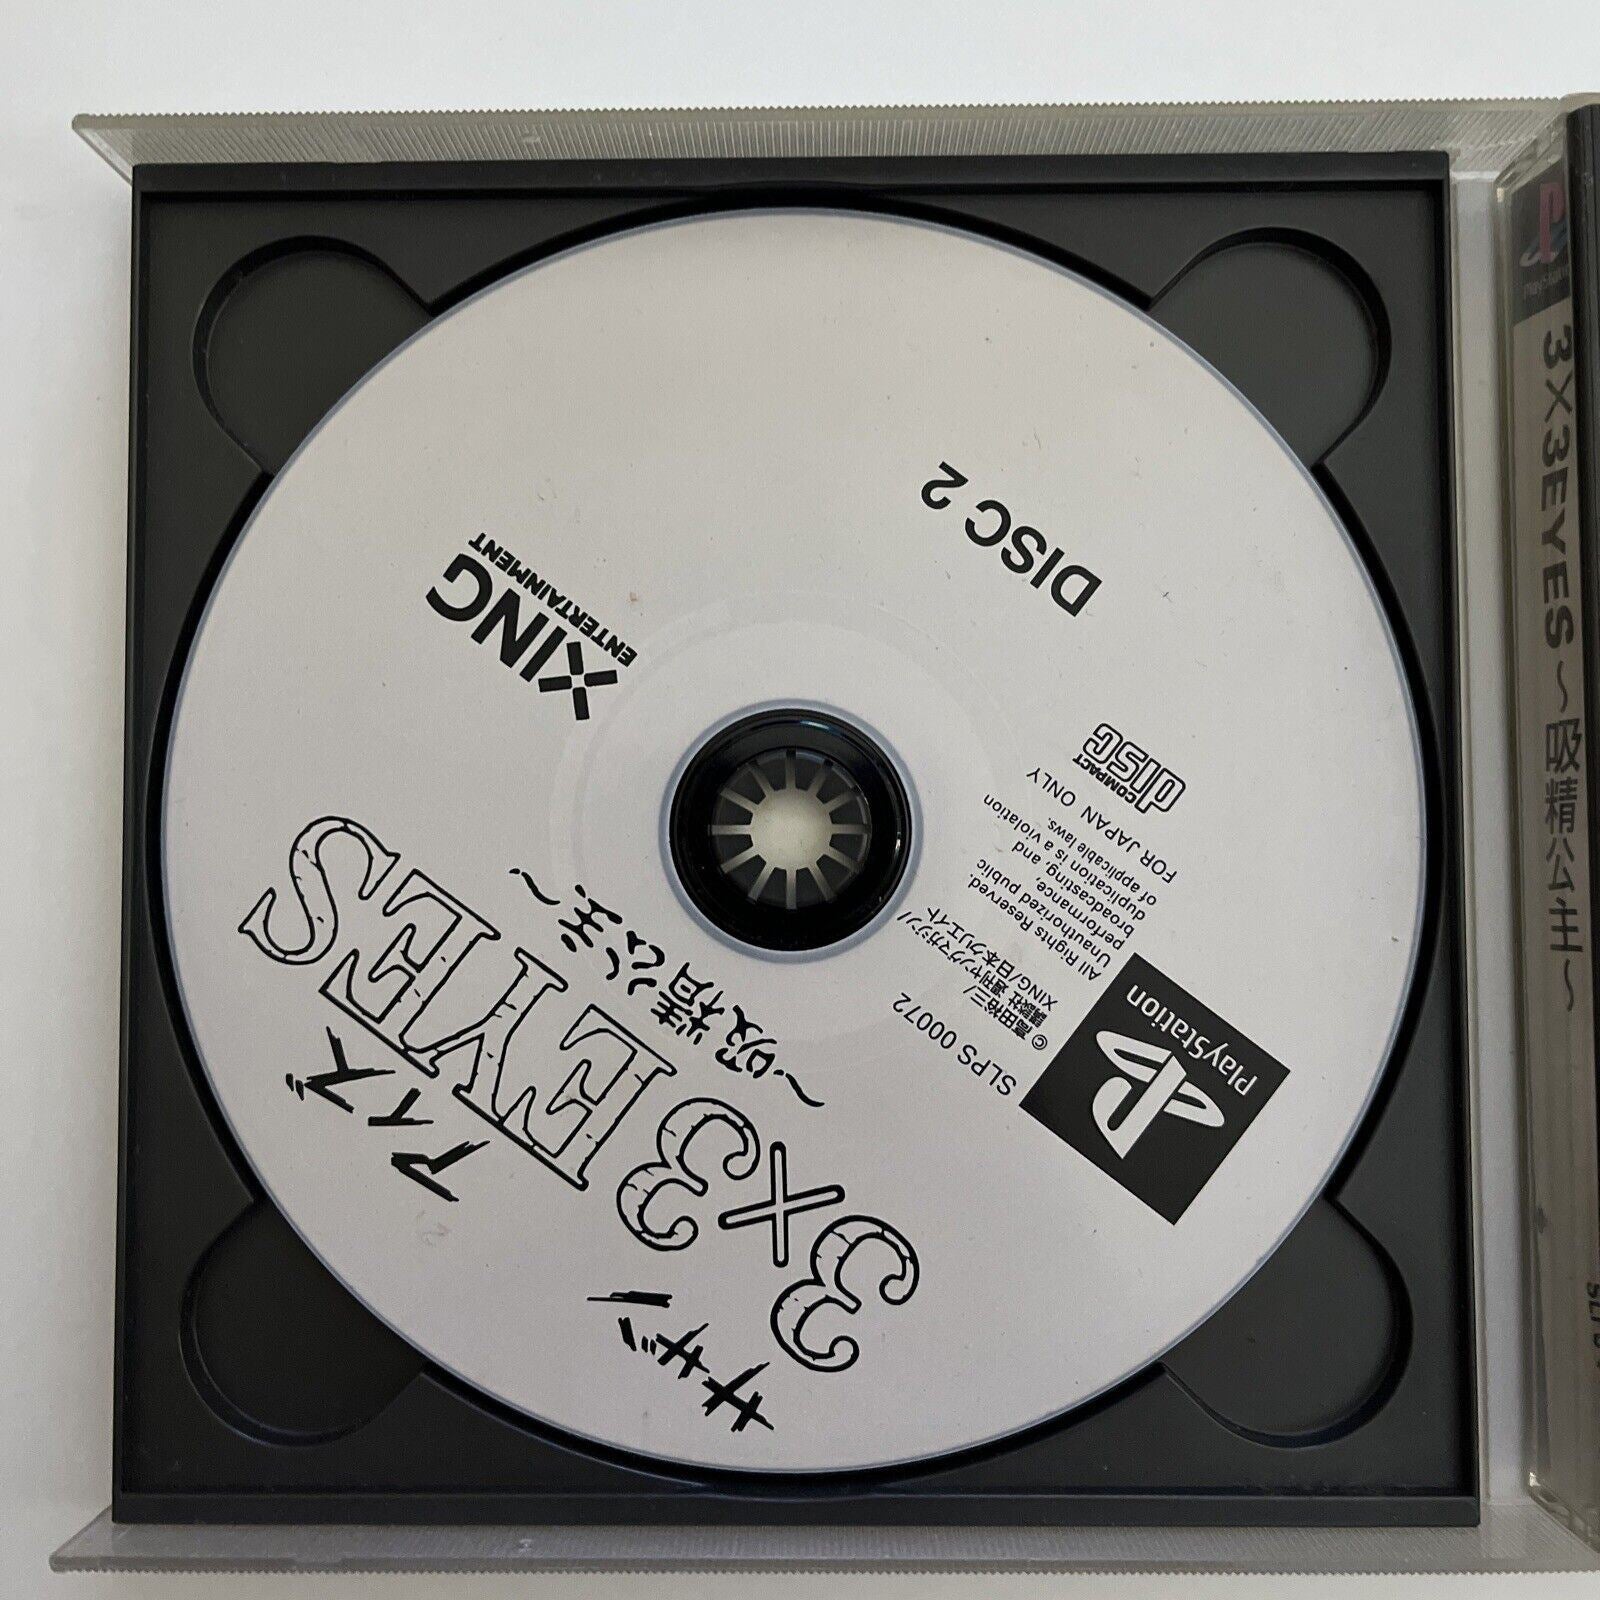 サザン アイズ
3×3 EYES
～吸精公主～
XING
ENTERTAINMENT
DISC 2
PlayStation
SLPS 00072
© 高田裕三/
講談社 週刊ヤングマガジン/
XING/日本クリエイト
All Rights Reserved.
Unauthorized public
performance,
broadcasting, and
duplication is a violation
of applicable laws.
FOR JAPAN ONLY
COMPACT
disc
PlayStation
3×3EYES～吸精公主～